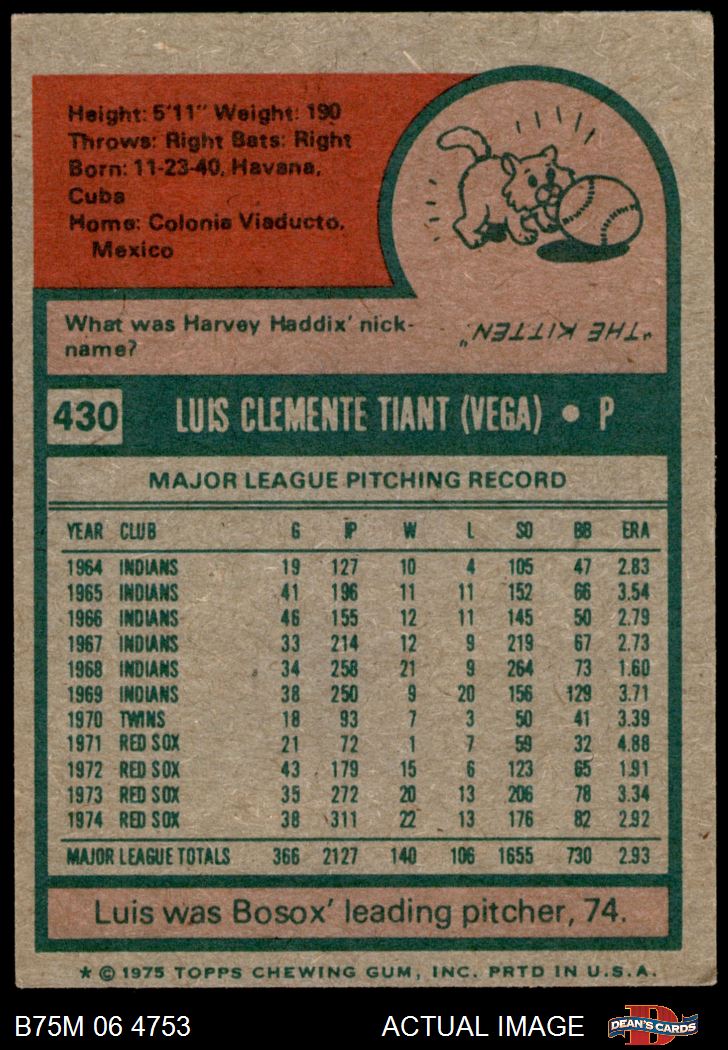 Height: 5'11" Weight: 190
Throws: Right Bats: Right
Born: 11-23-40, Havana,
Cuba
Home: Colonia Viaducto,
Mexico
What was Harvey Haddix' nick-
name?
"THE KITTEN."
430 LUIS CLEMENTE TIANT (VEGA) ● P
MAJOR LEAGUE PITCHING RECORD
YEAR CLUB G IP W L SO BB ERA
1964 INDIANS 19 127 10 4 105 47 2.83
1965 INDIANS 41 196 11 11 152 66 3.54
1966 INDIANS 46 155 12 11 145 50 2.79
1967 INDIANS 33 214 12 9 219 67 2.73
1968 INDIANS 34 258 21 9 264 73 1.60
1969 INDIANS 38 250 9 20 156 129 3.71
1970 TWINS 18 93 7 3 50 41 3.39
1971 RED SOX 21 72 1 7 59 32 4.88
1972 RED SOX 43 179 15 6 123 65 1.91
1973 RED SOX 35 272 20 13 206 78 3.34
1974 RED SOX 38 311 22 13 176 82 2.92
MAJOR LEAGUE TOTALS 366 2127 140 106 1655 730 2.93
Luis was Bosox' leading pitcher, 74.
* © 1975 TOPPS CHEWING GUM, INC. PRTD IN U.S.A.
B75M 06 4753 ACTUAL IMAGE D DEAN'S CARDS